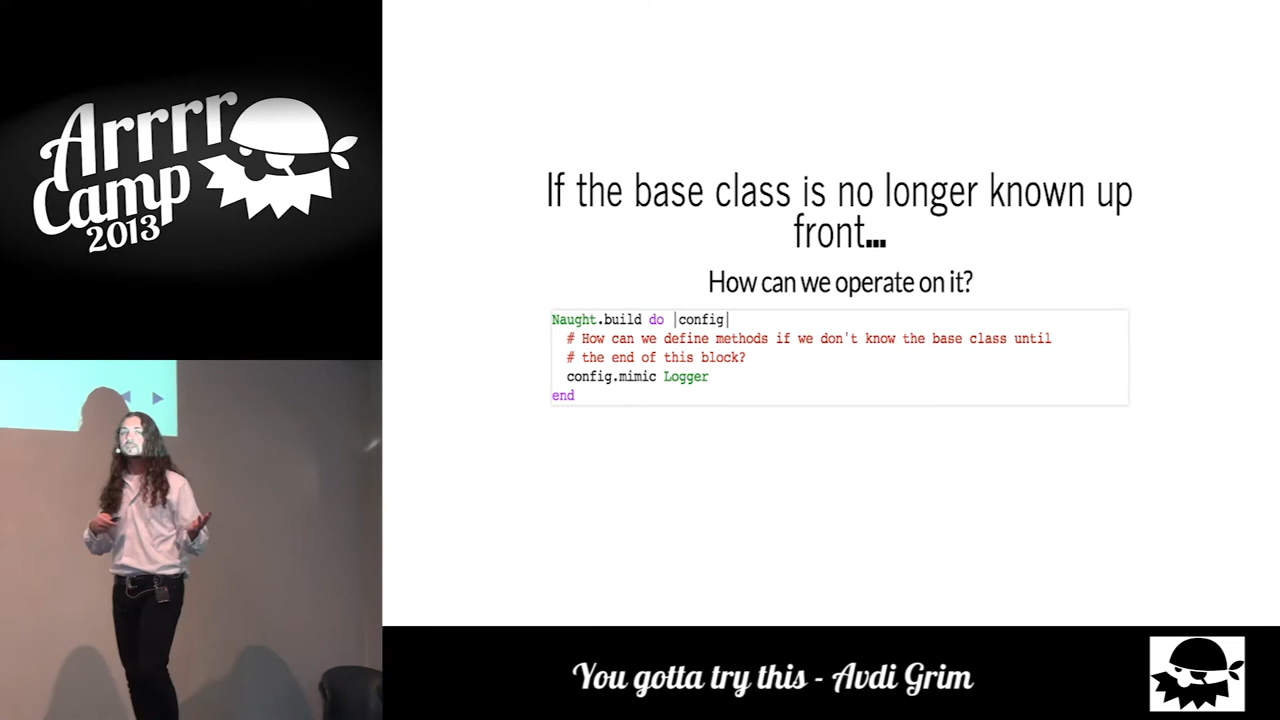 Arrrr
Camp
2013
If the base class is no longer known up
front...
How can we operate on it?
Naught.build do |config|
# How can we define methods if we don't know the base class until
# the end of this block?
config.mimic Logger
end
You gotta try this - Avdi Grim